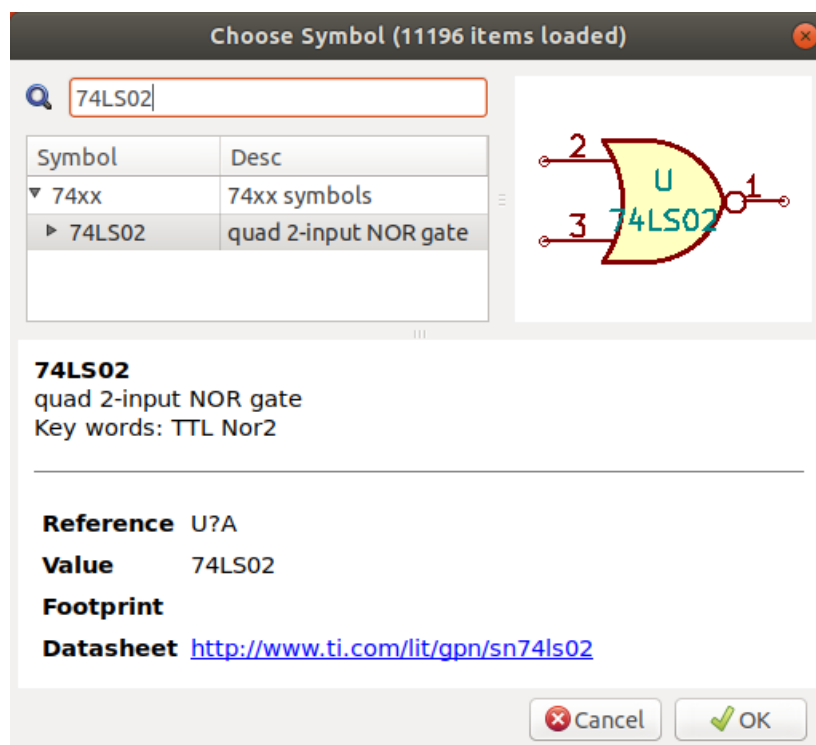 Choose Symbol (11196 items loaded)
74LS02
Symbol Desc
74xx 74xx symbols
74LS02 quad 2-input NOR gate
2
3
U
74LS02
1
74LS02
quad 2-input NOR gate
Key words: TTL Nor2
Reference U?A
Value 74LS02
Footprint
Datasheet http://www.ti.com/lit/gpn/sn74ls02
Cancel OK